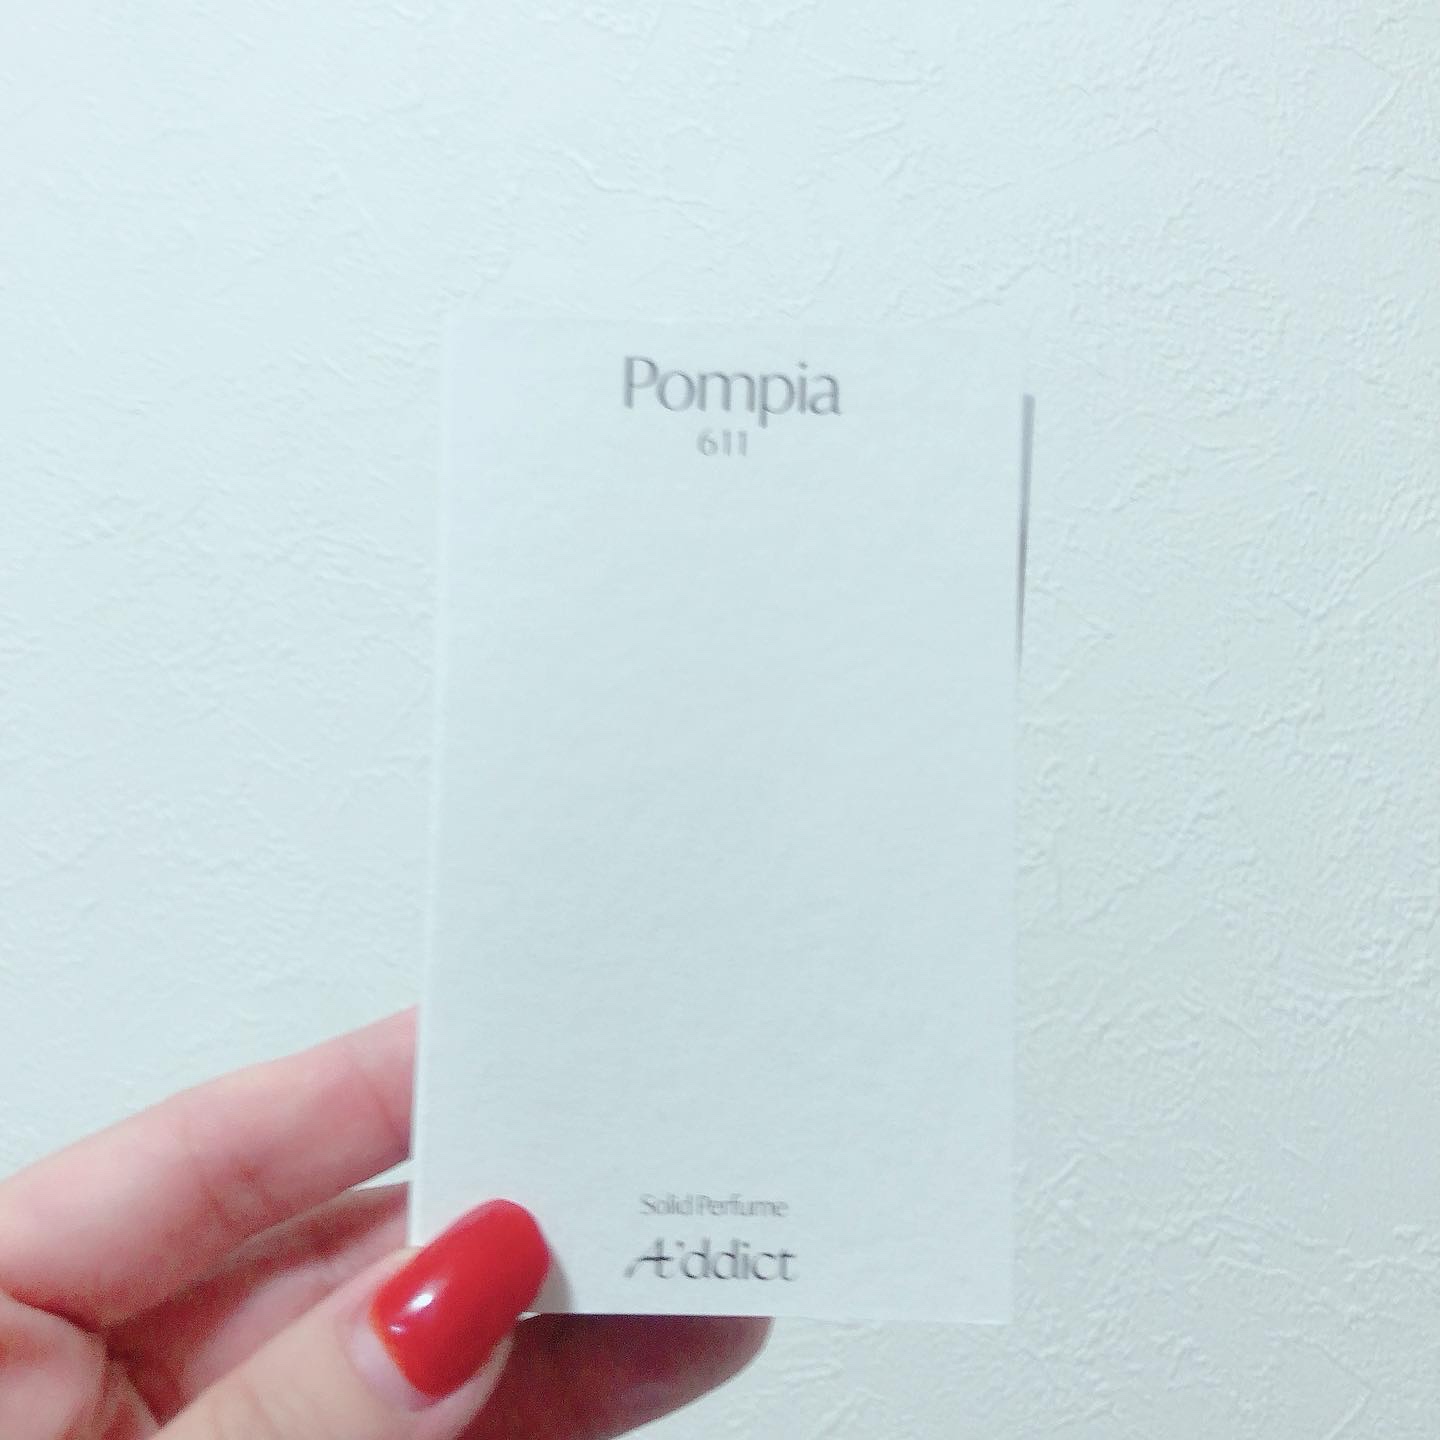 Pompia
611
Solid Perfume
A'ddict